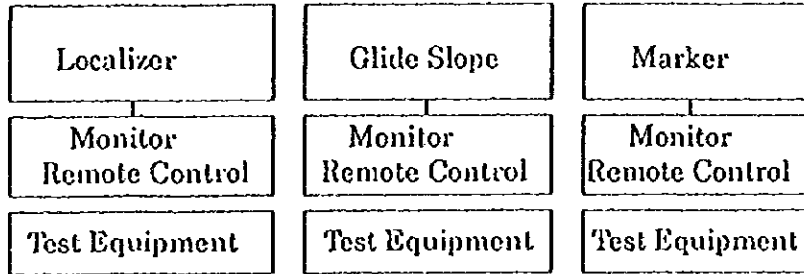 Localizer
Glide Slope
Marker
Monitor
Remote Control
Monitor
Remote Control
Monitor
Remote Control
Test Equipment
Test Equipment
Test Equipment